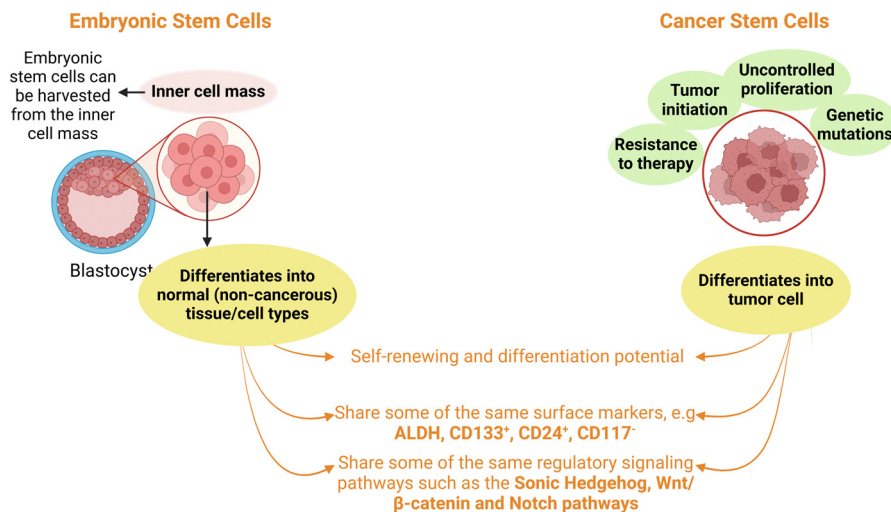 Embryonic Stem Cells
Cancer Stem Cells
Embryonic
stem cells can
be harvested
from the inner
cell mass
Inner cell mass
Blastocyst
Differentiates into
normal (non-cancerous)
tissue/cell types
Resistance
to therapy
Tumor
initiation
Uncontrolled
proliferation
Genetic
mutations
Differentiates into
tumor cell
Self-renewing and differentiation potential
Share some of the same surface markers, e.g
ALDH, CD133⁺, CD24⁺, CD117⁻
Share some of the same regulatory signaling
pathways such as the Sonic Hedgehog, Wnt/
β-catenin and Notch pathways